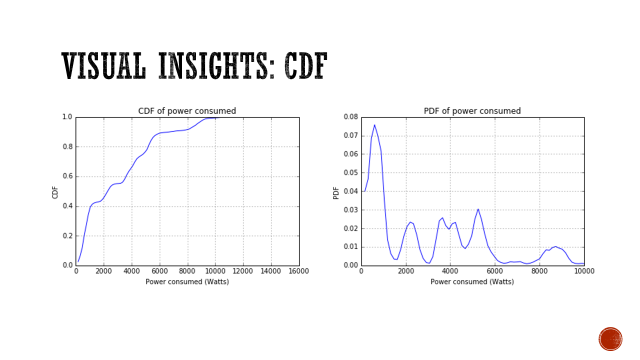 VISUAL INSIGHTS: CDF
CDF of power consumed
1.0
0.8
0.6
0.4
0.2
0.0
CDF
0 2000 4000 6000 8000 10000 12000 14000 16000
Power consumed (Watts)
PDF of power consumed
0.08
0.07
0.06
0.05
0.04
0.03
0.02
0.01
0.00
PDF
0 2000 4000 6000 8000 10000
Power consumed (Watts)